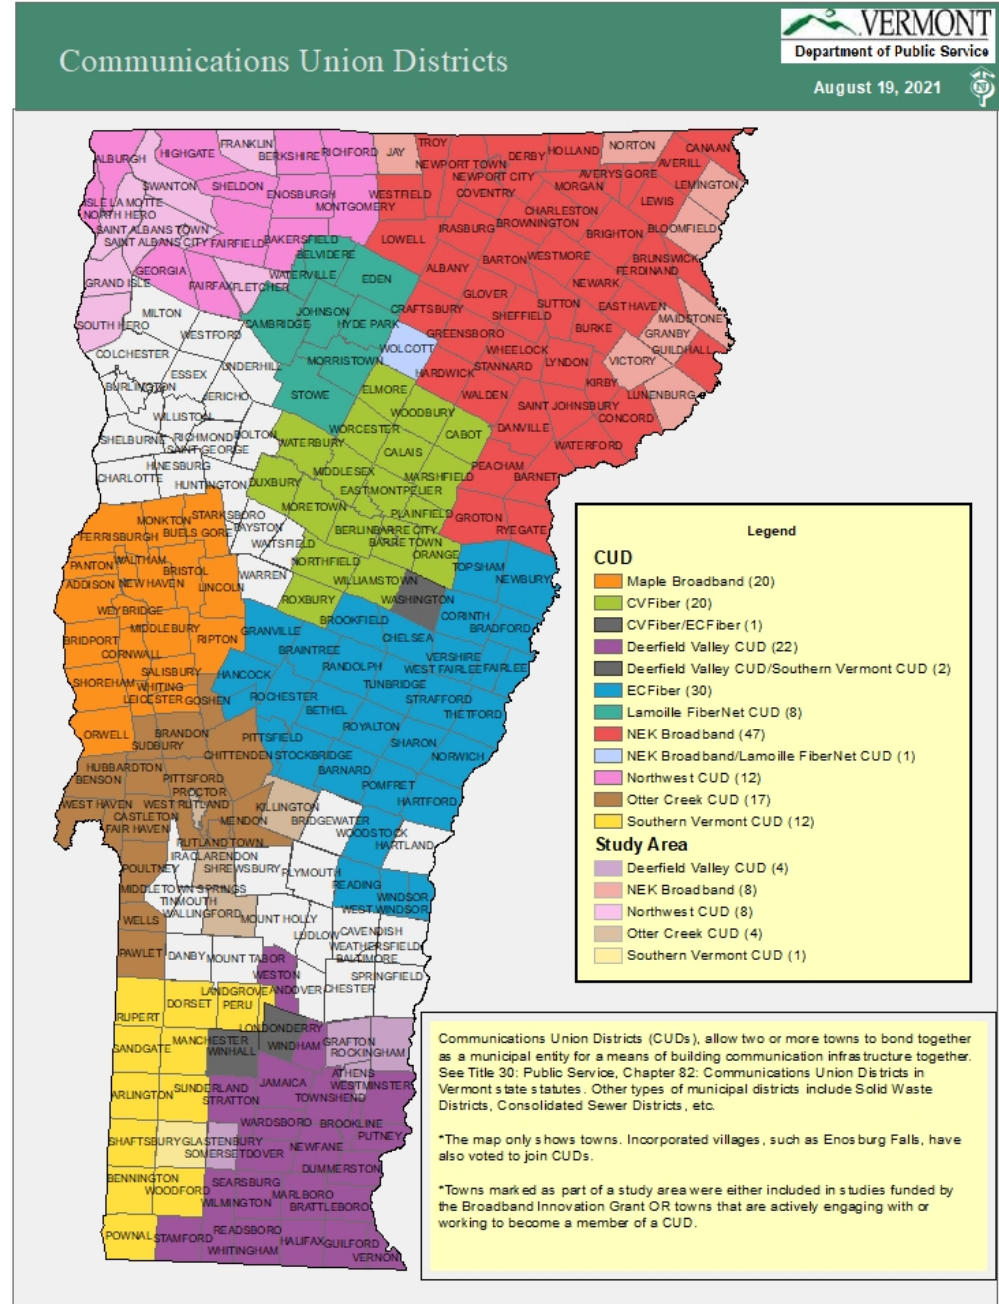 VERMONT
Communications Union Districts
Department of Public Service
August 19, 2021
ALBURGH
HIGHGATE
FRANKLIN
BERKSHIRE
RICHFORD
JAY
TROY
NEWPORT TOWN
DERBY
HOLLAND
NORTON
CANAAN
AVERILL
NEWPORT CITY
AVERYS GORE
SWANTON
SHELDON
ENOSBURGH
WESTFIELD
COVENTRY
MORGAN
LEMINGTON
ISLE LA MOTTE
NORTH HERO
MONTGOMERY
CHARLESTON
LEWIS
SAINT ALBANS TOWN
SAINT ALBANS CITY
FAIRFIELD
BAKERSFIELD
LOWELL
IRASBURG
BROWNINGTON
BRIGHTON
BLOOMFIELD
BELVIDERE
GEORGIA
WATERVILLE
EDEN
ALBANY
BARTON
WESTMORE
BRUNSWICK
FERDINAND
GRAND ISLE
FAIRFAX
FLETCHER
GLOVER
NEWARK
SOUTH HERO
MILTON
WESTFORD
CAMBRIDGE
JOHNSON
HYDE PARK
CRAFTSBURY
SHEFFIELD
SUTTON
EAST HAVEN
MAIDSTONE
GREENSBORO
BURKE
GRANBY
COLCHESTER
ESSEX
UNDERHILL
MORRISTOWN
WOLCOTT
WHEELOCK
VICTORY
GUILDHALL
HARDWICK
STANNARD
LYNDON
BURLINGTON
JERICHO
STOWE
ELMORE
WALDEN
KIRBY
LUNENBURG
WILLISTON
WOODBURY
SAINT JOHNSBURY
CONCORD
SHELBURNE
RICHMOND
BOLTON
WATERBURY
WORCESTER
CABOT
DANVILLE
SAINT GEORGE
CALAIS
WATERFORD
HINESBURG
MIDDLESEX
PEACHAM
CHARLOTTE
HUNTINGTON
DUXBURY
MARSHFIELD
BARNET
EAST MONTPELIER
MORETOWN
STARKSBORO
MONKTON
PLAINFIELD
GROTON
FERRISBURGH
BUELS GORE
FAYSTON
BERLIN
BARRE CITY
RYEGATE
WAITSFIELD
BARRE TOWN
PANTON
WALTHAM
BRISTOL
NORTHFIELD
ORANGE
TOPSHAM
ADDISON
NEW HAVEN
LINCOLN
WARREN
WILLIAMSTOWN
NEWBURY
WEYBRIDGE
ROXBURY
WASHINGTON
BROOKFIELD
CORINTH
BRIDPORT
MIDDLEBURY
RIPTON
GRANVILLE
CHELSEA
BRADFORD
CORNWALL
BRAINTREE
VERSHIRE
SHOREHAM
SALISBURY
HANCOCK
RANDOLPH
WEST FAIRLEE
FAIRLEE
WHITING
TUNBRIDGE
LEICESTER
GOSHEN
ROCHESTER
STRAFFORD
BETHEL
THETFORD
ORWELL
BRANDON
SUDBURY
PITTSFIELD
ROYALTON
SHARON
HUBBARDTON
CHITTENDEN
STOCKBRIDGE
NORWICH
BENSON
PITTSFORD
BARNARD
PROCTOR
POMFRET
WEST HAVEN
WEST RUTLAND
KILLINGTON
HARTFORD
CASTLETON
MENDON
BRIDGEWATER
FAIR HAVEN
WOODSTOCK
RUTLAND TOWN
HARTLAND
IRA
CLARENDON
POULTNEY
SHREWSBURY
PLYMOUTH
READING
MIDDLETOWN SPRINGS
WINDSOR
TINMOUTH
WEST WINDSOR
WELLS
WALLINGFORD
MOUNT HOLLY
LUDLOW
CAVENDISH
WEATHERSFIELD
PAWLET
DANBY
MOUNT TABOR
BALTIMORE
WESTON
SPRINGFIELD
LANDGROVE
ANDOVER
CHESTER
DORSET
PERU
RUPERT
LONDONDERRY
MANCHESTER
WINDHAM
GRAFTON
SANDGATE
WINHALL
ROCKINGHAM
ATHENS
JAMAICA
SUNDERLAND
WESTMINSTER
ARLINGTON
STRATTON
TOWNSHEND
WARDSBORO
BROOKLINE
PUTNEY
SHAFTSBURY
GLASTENBURY
SOMERSET
DOVER
NEWFANE
DUMMERSTON
BENNINGTON
WOODFORD
SEARSBURG
WILMINGTON
MARLBORO
BRATTLEBORO
POWNAL
STAMFORD
READSBORO
WHITINGHAM
HALIFAX
GUILFORD
VERNON
Legend
CUD
Maple Broadband (20)
CVFiber (20)
CVFiber/ECFiber (1)
Deerfield Valley CUD (22)
Deerfield Valley CUD/Southern Vermont CUD (2)
ECFiber (30)
Lamoille FiberNet CUD (8)
NEK Broadband (47)
NEK Broadband/Lamoille FiberNet CUD (1)
Northwest CUD (12)
Otter Creek CUD (17)
Southern Vermont CUD (12)
Study Area
Deerfield Valley CUD (4)
NEK Broadband (8)
Northwest CUD (8)
Otter Creek CUD (4)
Southern Vermont CUD (1)
Communications Union Districts (CUDs), allow two or more towns to bond together
as a municipal entity for a means of building communication infrastructure together.
See Title 30: Public Service, Chapter 82: Communications Union Districts in
Vermont state statutes. Other types of municipal districts include Solid Waste
Districts, Consolidated Sewer Districts, etc.
*The map only shows towns. Incorporated villages, such as Enosburg Falls, have
also voted to join CUDs.
*Towns marked as part of a study area were either included in studies funded by
the Broadband Innovation Grant OR towns that are actively engaging with or
working to become a member of a CUD.